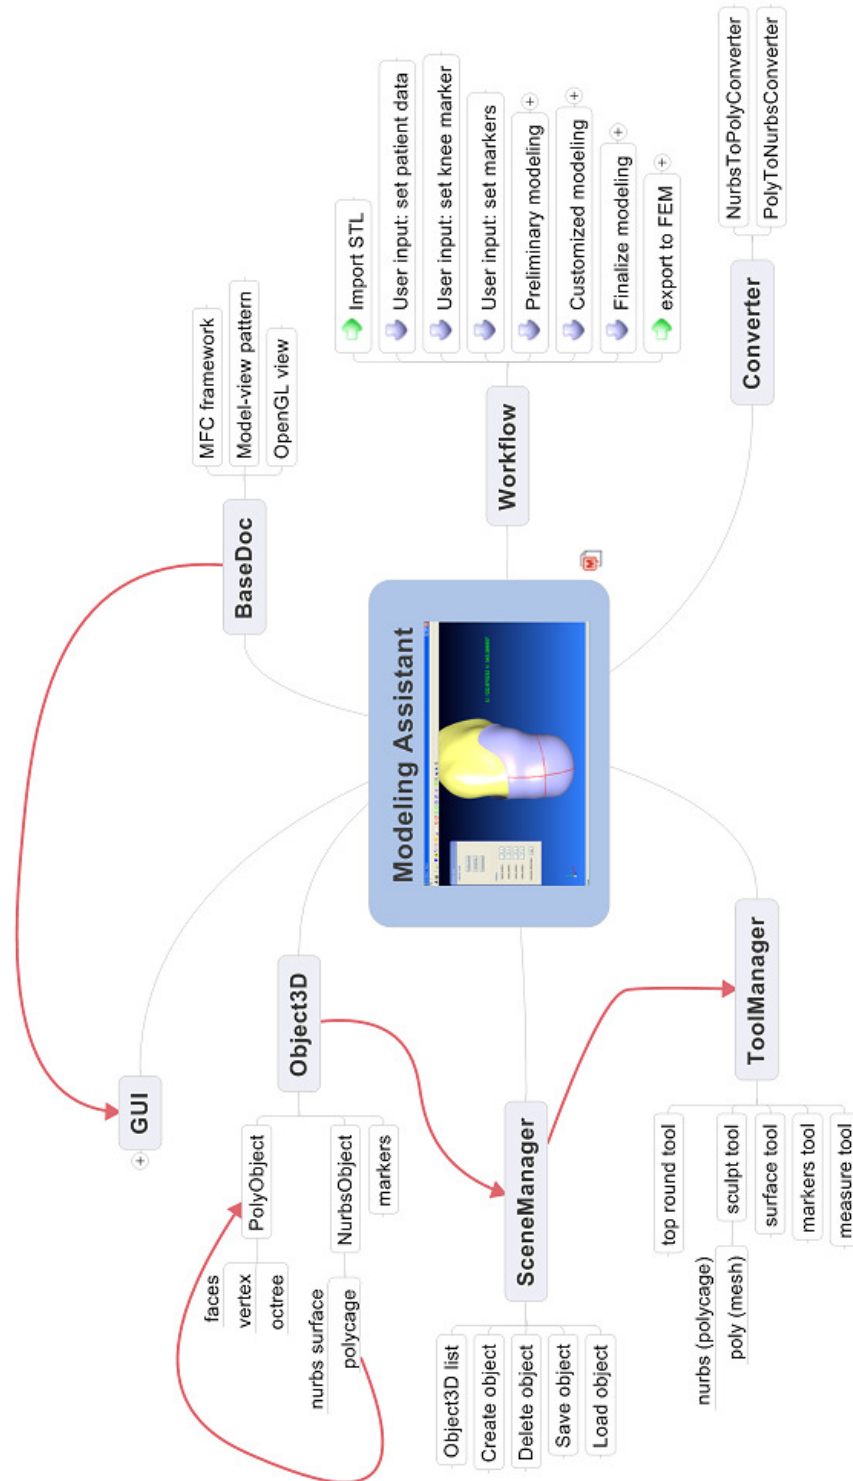 Modeling Assistant
GUI
BaseDoc
MFC framework
Model-view pattern
OpenGL view
Object3D
PolyObject
faces
vertex
octree
NurbsObject
nurbs surface
polycage
markers
Workflow
Import STL
User input: set patient data
User input: set knee marker
User input: set markers
Preliminary modeling
Customized modeling
Finalize modeling
export to FEM
SceneManager
Object3D list
Create object
Delete object
Save object
Load object
Converter
NurbsToPolyConverter
PolyToNurbsConverter
ToolManager
top round tool
sculpt tool
nurbs (polycage)
poly (mesh)
surface tool
markers tool
measure tool